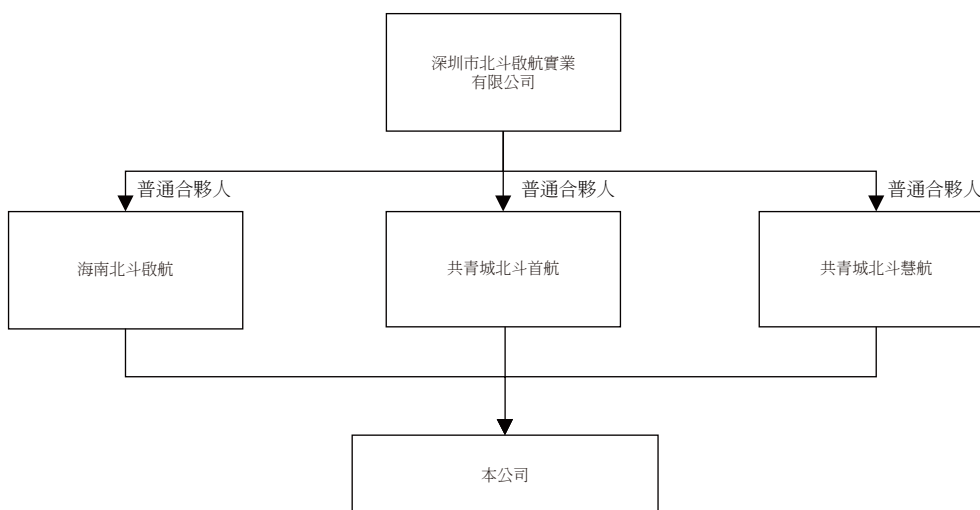 深圳市北斗啟航實業
有限公司
普通合夥人
普通合夥人
普通合夥人
海南北斗啟航
共青城北斗首航
共青城北斗慧航
本公司